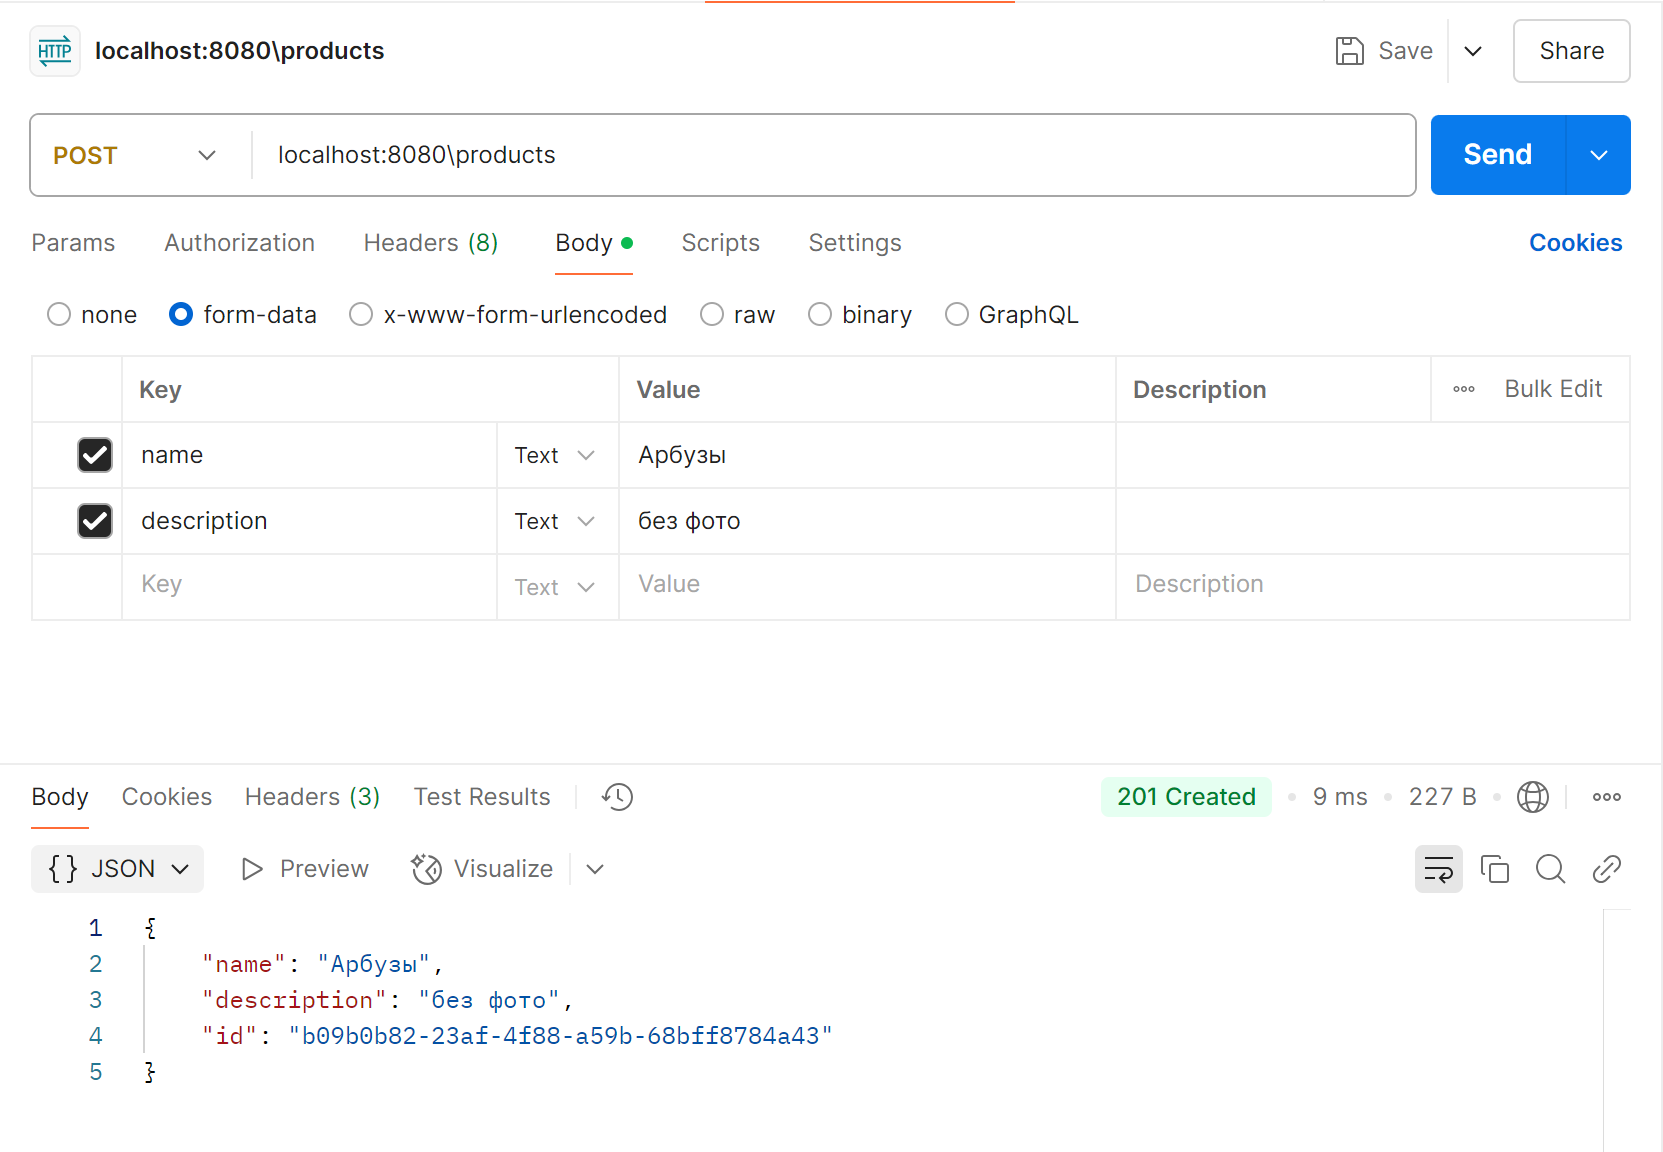 HTTP localhost:8080\products Save Share
POST localhost:8080\products Send
Params Authorization Headers (8) Body Scripts Settings Cookies
none form-data x-www-form-urlencoded raw binary GraphQL
Key Value Description Bulk Edit
name Text Арбузы
description Text без фото
Key Text Value Description
Body Cookies Headers (3) Test Results 201 Created 9 ms 227 B
{} JSON Preview Visualize
1 {
2 "name": "Арбузы",
3 "description": "без фото",
4 "id": "b09b0b82-23af-4f88-a59b-68bff8784a43"
5 }